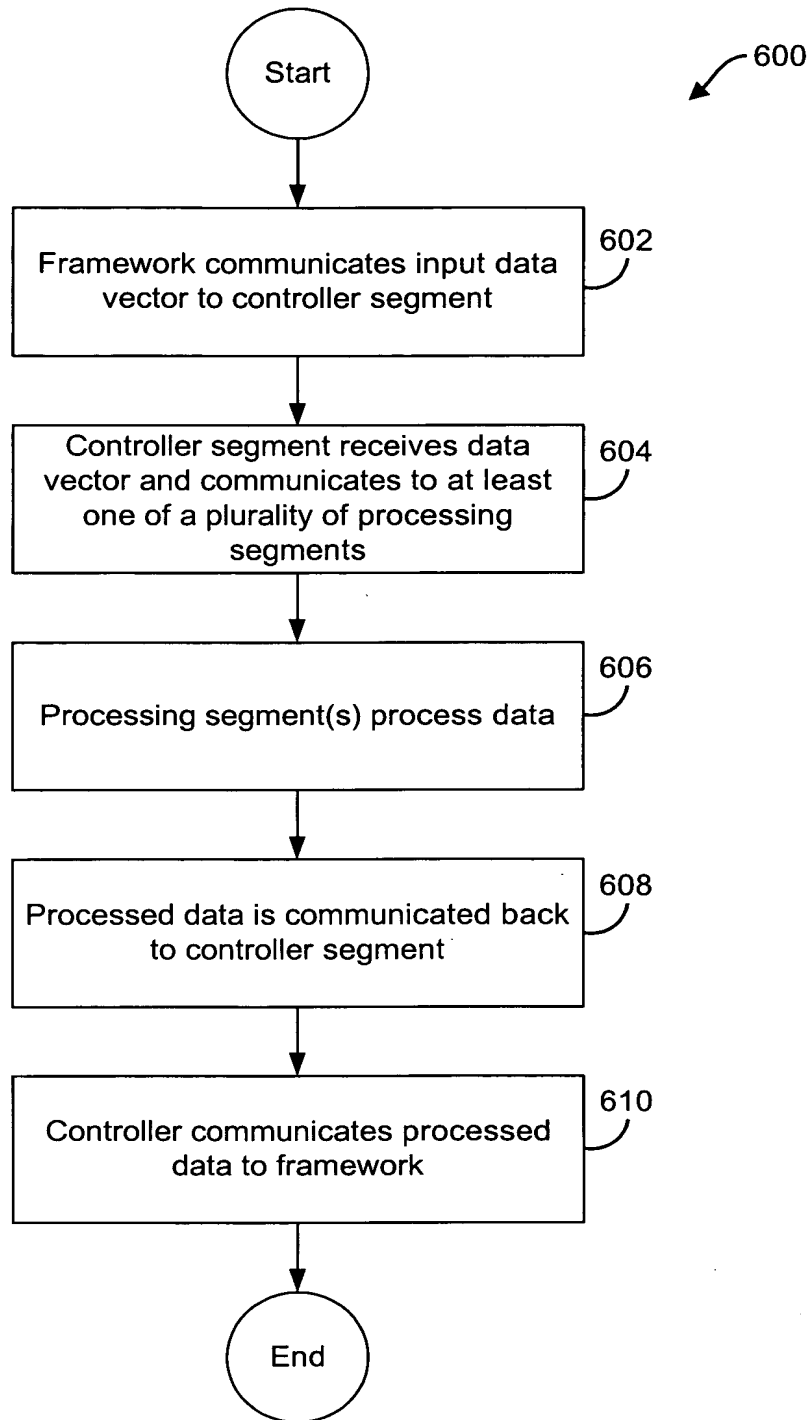 Start
600
Framework communicates input data
vector to controller segment
602
Controller segment receives data
vector and communicates to at least
one of a plurality of processing
segments
604
Processing segment(s) process data
606
Processed data is communicated back
to controller segment
608
Controller communicates processed
data to framework
610
End